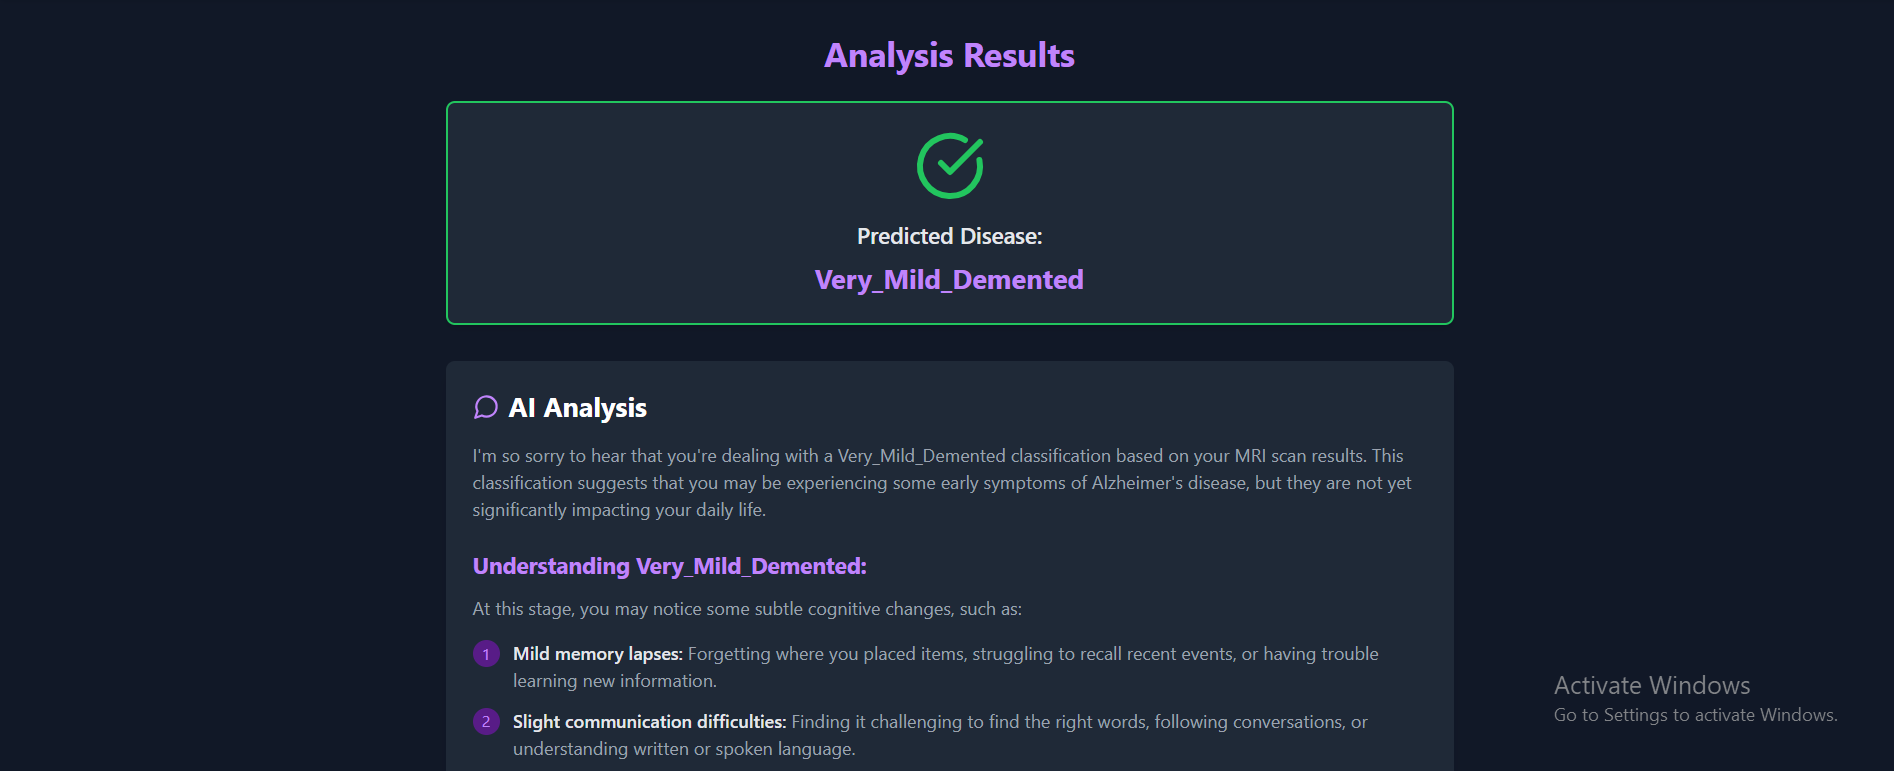 Analysis Results
Predicted Disease:
Very_Mild_Demented
AI Analysis
I'm so sorry to hear that you're dealing with a Very_Mild_Demented classification based on your MRI scan results. This
classification suggests that you may be experiencing some early symptoms of Alzheimer's disease, but they are not yet
significantly impacting your daily life.
Understanding Very_Mild_Demented:
At this stage, you may notice some subtle cognitive changes, such as:
1 Mild memory lapses: Forgetting where you placed items, struggling to recall recent events, or having trouble
learning new information.
2 Slight communication difficulties: Finding it challenging to find the right words, following conversations, or
understanding written or spoken language.
Activate Windows
Go to Settings to activate Windows.